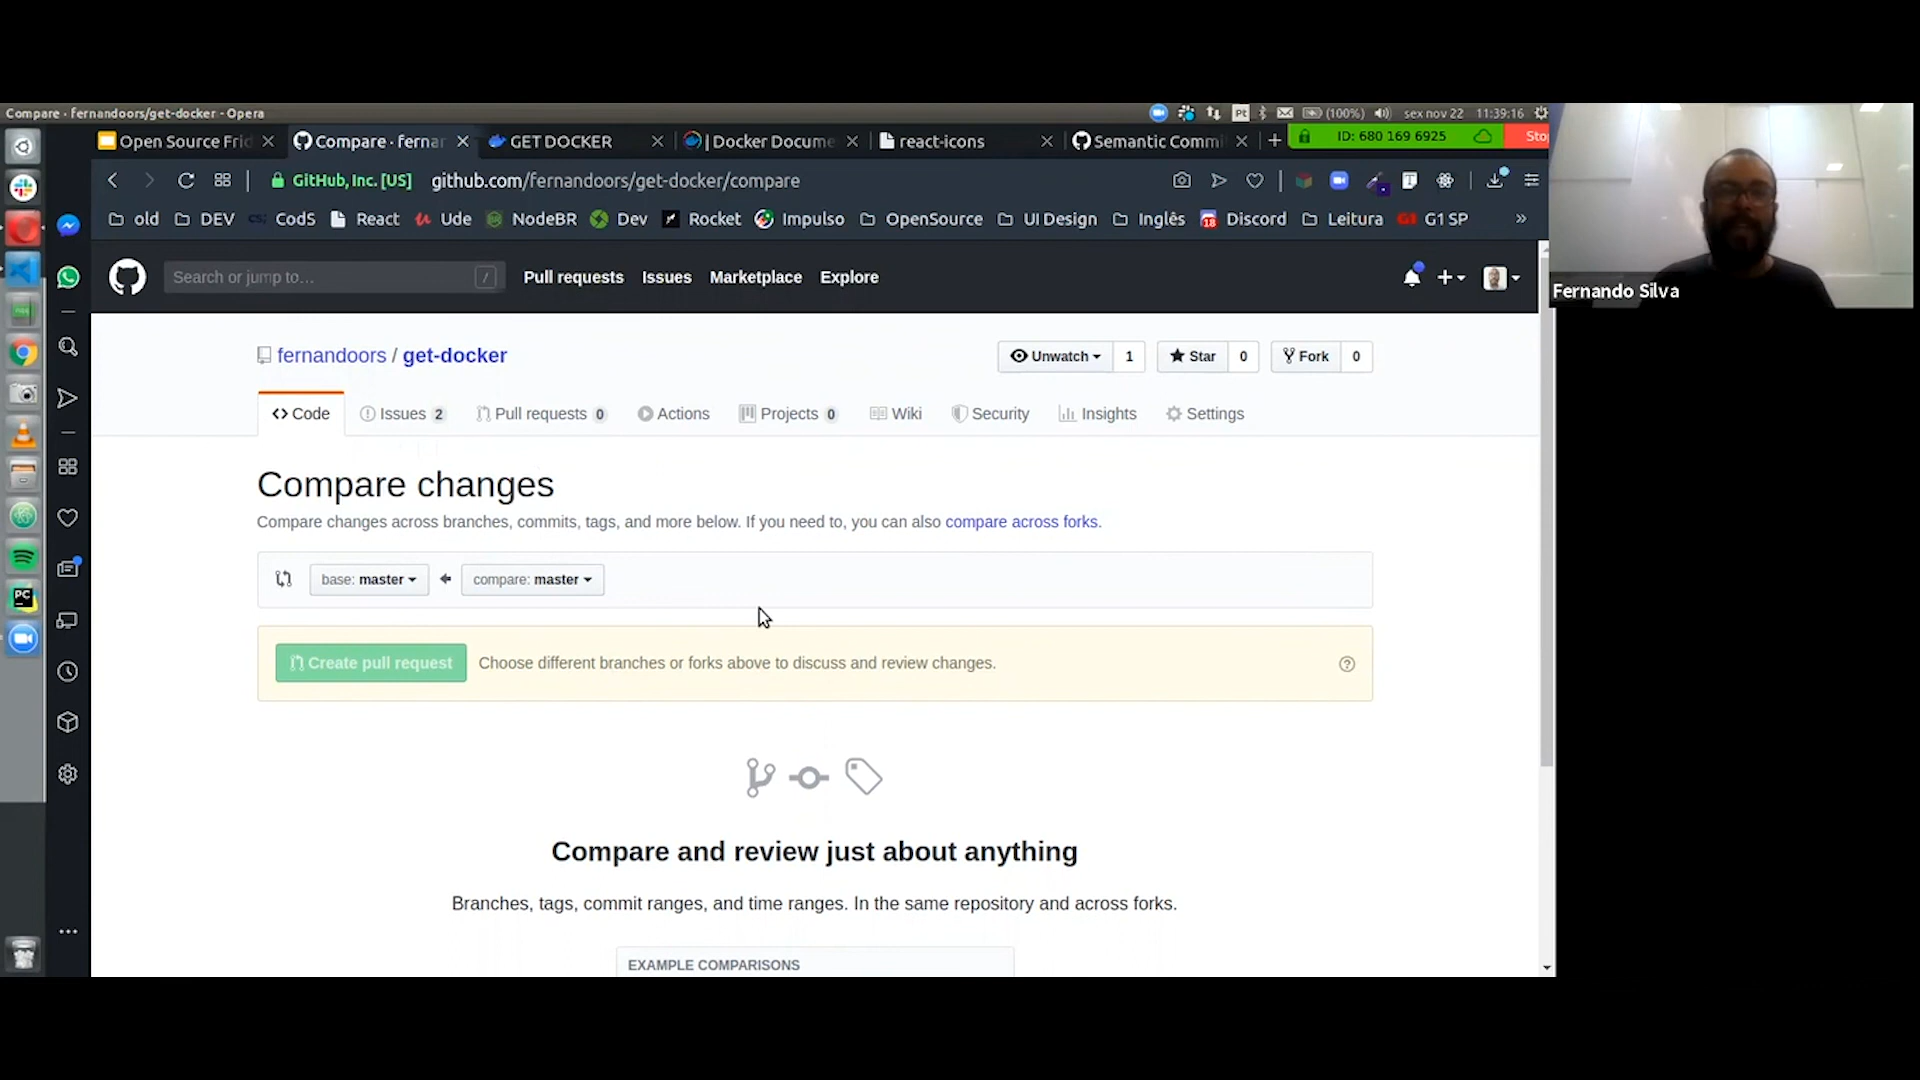 Compare · fernandoors/get-docker - Opera
Pt
(100%)
sex nov 22
11:39:16
Open Source Fri
Compare · fernar
GET DOCKER
| Docker Docume
react-icons
Semantic Commi
ID: 680 169 6925
Sto
GitHub, Inc. [US]
github.com/fernandoors/get-docker/compare
old
DEV
CodS
React
Ude
NodeBR
Dev
Rocket
Impulso
OpenSource
UI Design
Inglês
Discord
Leitura
G1 SP
»
Search or jump to…
/
Pull requests
Issues
Marketplace
Explore
Fernando Silva
fernandoors / get-docker
Unwatch
1
Star
0
Fork
0
Code
Issues 2
Pull requests 0
Actions
Projects 0
Wiki
Security
Insights
Settings
Compare changes
Compare changes across branches, commits, tags, and more below. If you need to, you can also compare across forks.
base: master
compare: master
Create pull request
Choose different branches or forks above to discuss and review changes.
Compare and review just about anything
Branches, tags, commit ranges, and time ranges. In the same repository and across forks.
EXAMPLE COMPARISONS